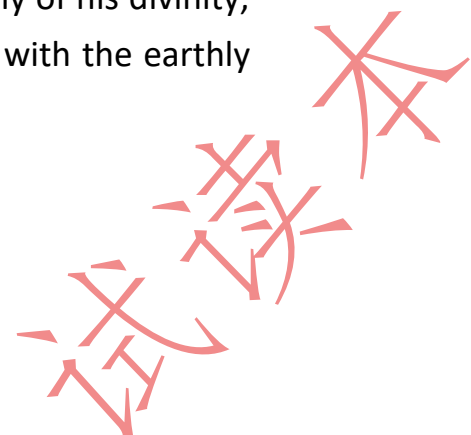 ly of his divinity,
with the earthly
试读本